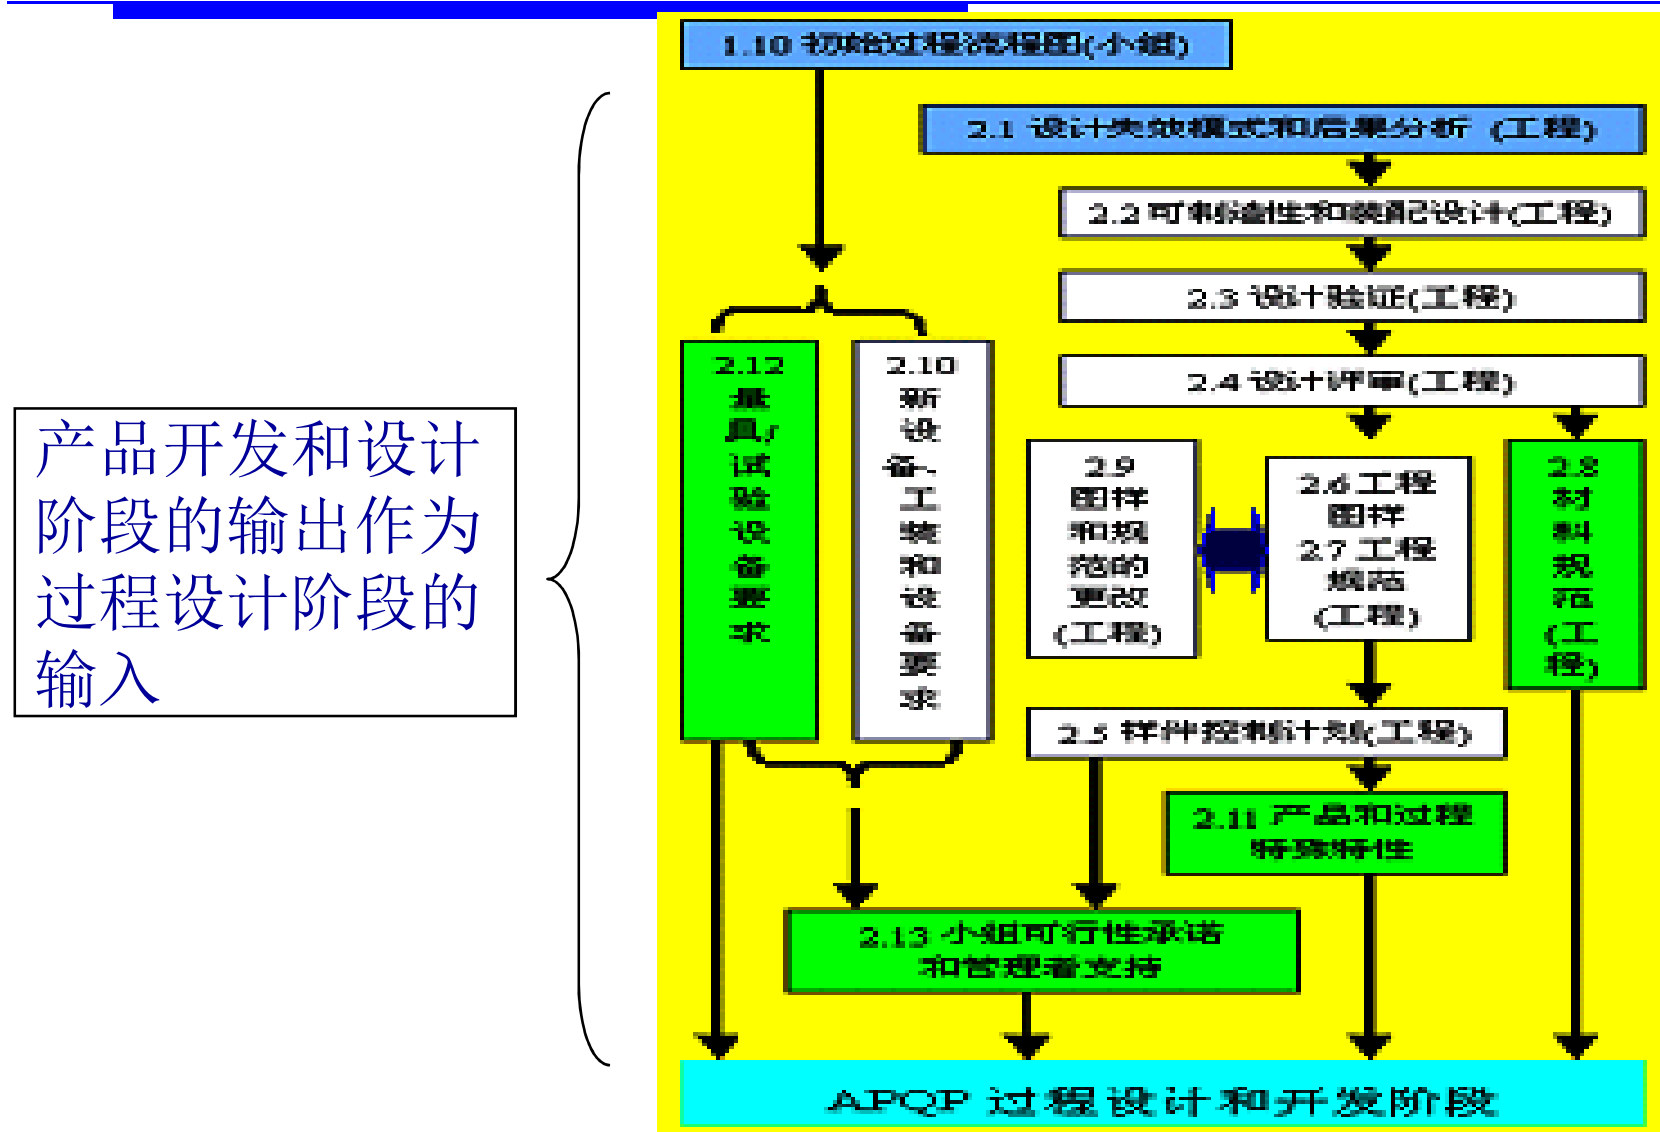 1.10 初始过程流程图(小组)
2.1 设计失效模式和后果分析 (工程)
2.2 可制造性和装配设计(工程)
2.3 设计验证(工程)
2.4 设计评审(工程)
产品开发和设计
阶段的输出作为
过程设计阶段的
输入
2.12
量
具/
试
验
设
备
要
求
2.10
新
设
备、
工
装
和
设
备
要
求
2.9
图样
和规
范的
更改
(工程)
2.6 工程
图样
2.7 工程
规范
(工程)
2.8
材
料
规
范
(工
程)
2.5 样件控制计划(工程)
2.11 产品和过程
特殊特性
2.13 小组可行性承诺
和管理者支持
APQP 过程设计和开发阶段